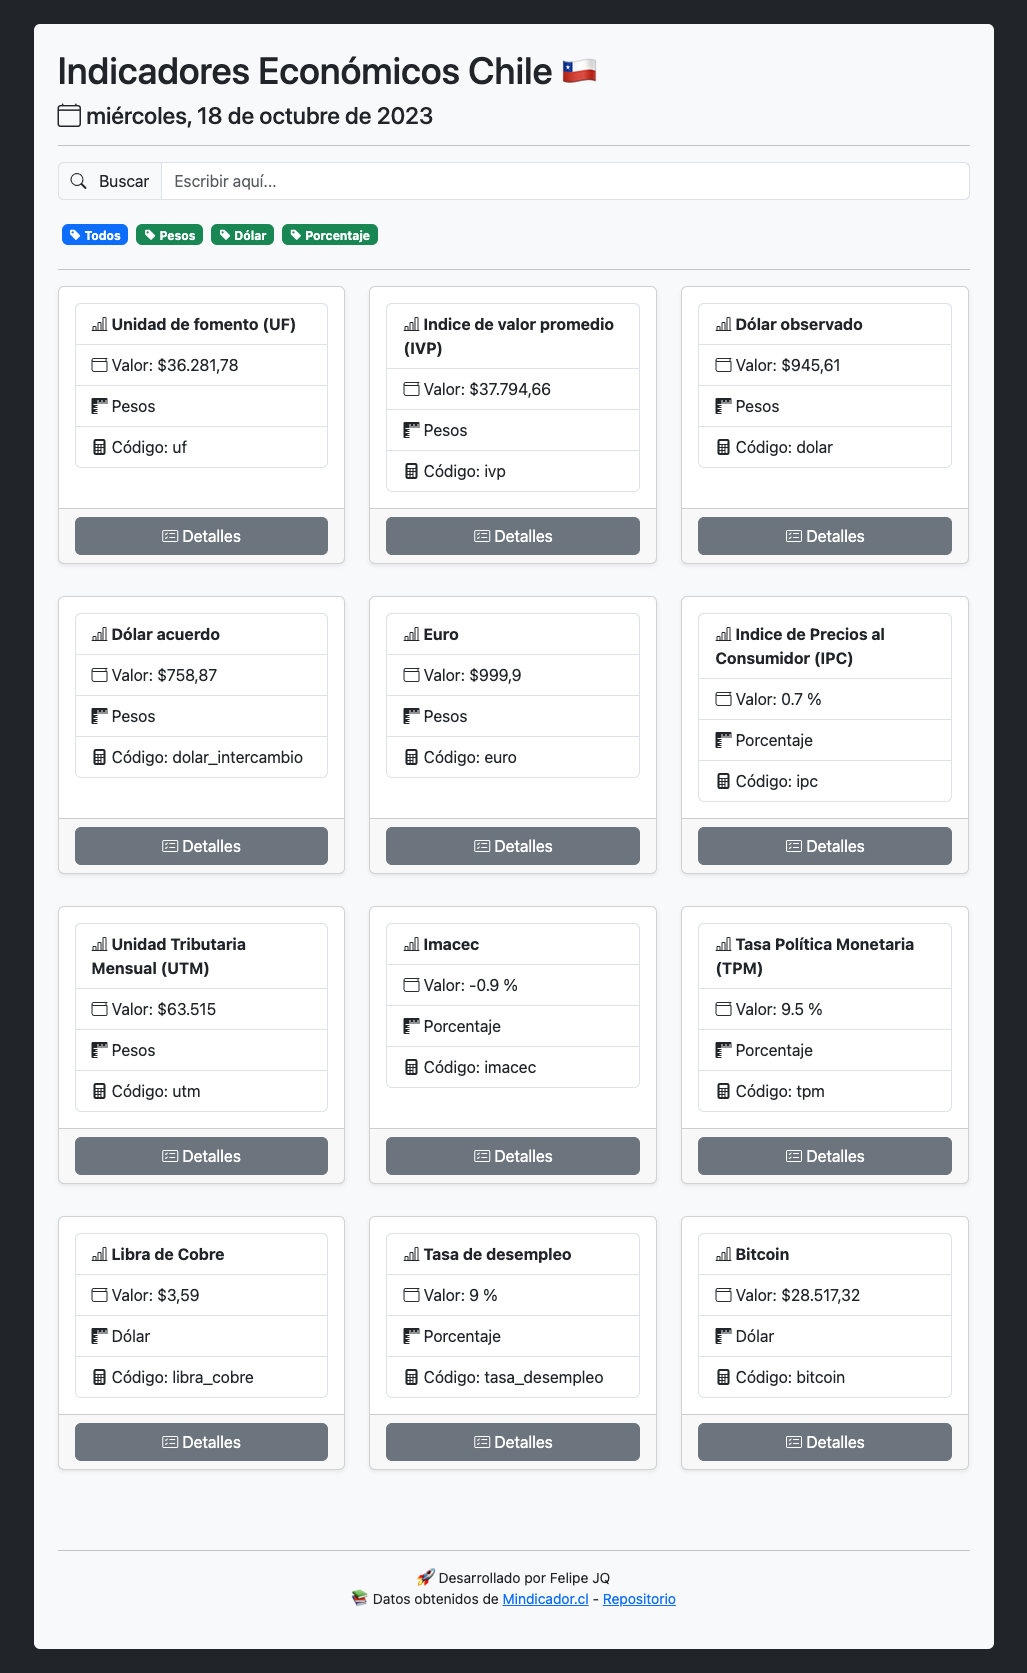 Indicadores Económicos Chile 🇨🇱
miércoles, 18 de octubre de 2023
Buscar
Escribir aquí...
Todos
Pesos
Dólar
Porcentaje
Unidad de fomento (UF)
Valor: $36.281,78
Pesos
Código: uf
Detalles
Indice de valor promedio
(IVP)
Valor: $37.794,66
Pesos
Código: ivp
Detalles
Dólar observado
Valor: $945,61
Pesos
Código: dolar
Detalles
Dólar acuerdo
Valor: $758,87
Pesos
Código: dolar_intercambio
Detalles
Euro
Valor: $999,9
Pesos
Código: euro
Detalles
Indice de Precios al
Consumidor (IPC)
Valor: 0.7 %
Porcentaje
Código: ipc
Detalles
Unidad Tributaria
Mensual (UTM)
Valor: $63.515
Pesos
Código: utm
Detalles
Imacec
Valor: -0.9 %
Porcentaje
Código: imacec
Detalles
Tasa Política Monetaria
(TPM)
Valor: 9.5 %
Porcentaje
Código: tpm
Detalles
Libra de Cobre
Valor: $3,59
Dólar
Código: libra_cobre
Detalles
Tasa de desempleo
Valor: 9 %
Porcentaje
Código: tasa_desempleo
Detalles
Bitcoin
Valor: $28.517,32
Dólar
Código: bitcoin
Detalles
🚀 Desarrollado por Felipe JQ
📚 Datos obtenidos de Mindicador.cl - Repositorio